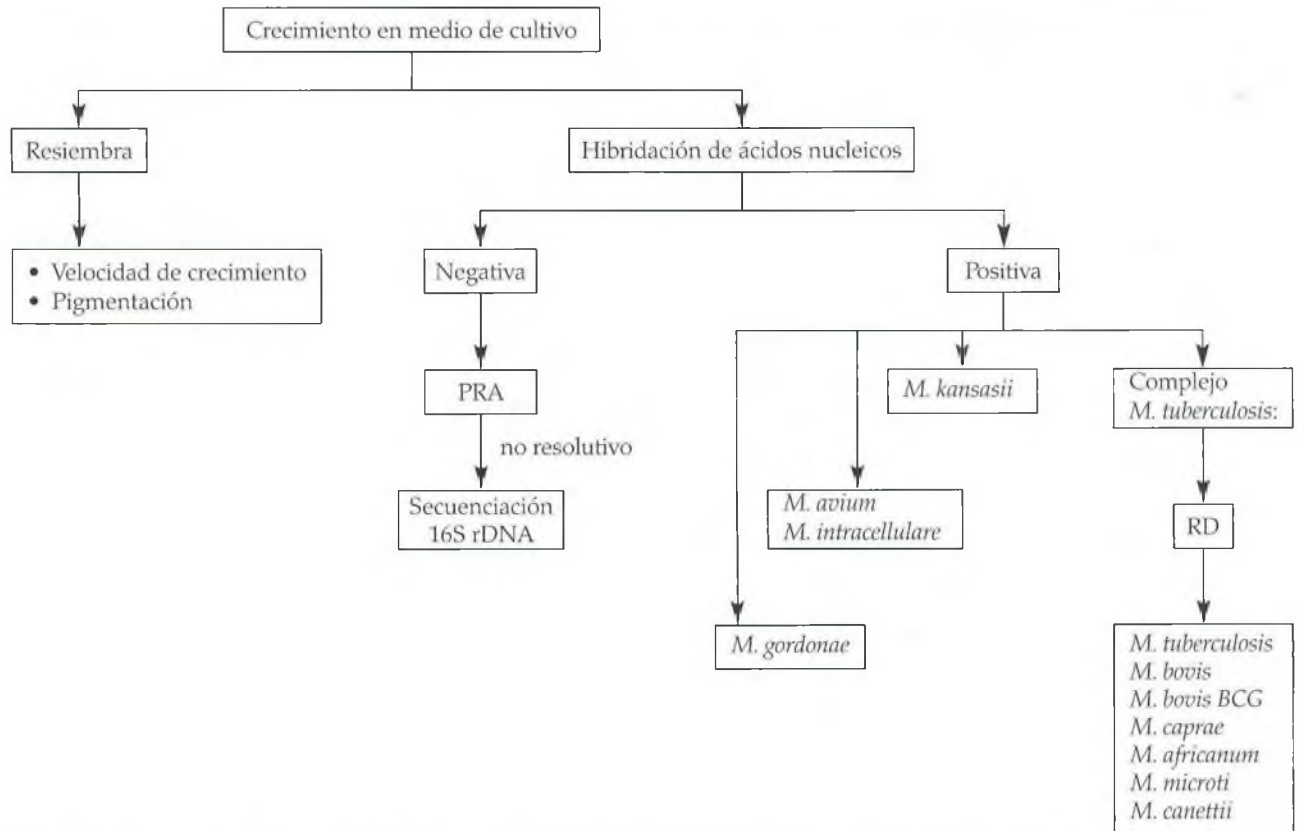 Crecimiento en medio de cultivo
Resiembra
Hibridación de ácidos nucleicos
• Velocidad de crecimiento
• Pigmentación
Negativa
Positiva
PRA
no resolutivo
Secuenciación
16S rDNA
M. kansasii
Complejo
M. tuberculosis:
M. avium
M. intracellulare
RD
M. gordonae
M. tuberculosis
M. bovis
M. bovis BCG
M. caprae
M. africanum
M. microti
M. canettii